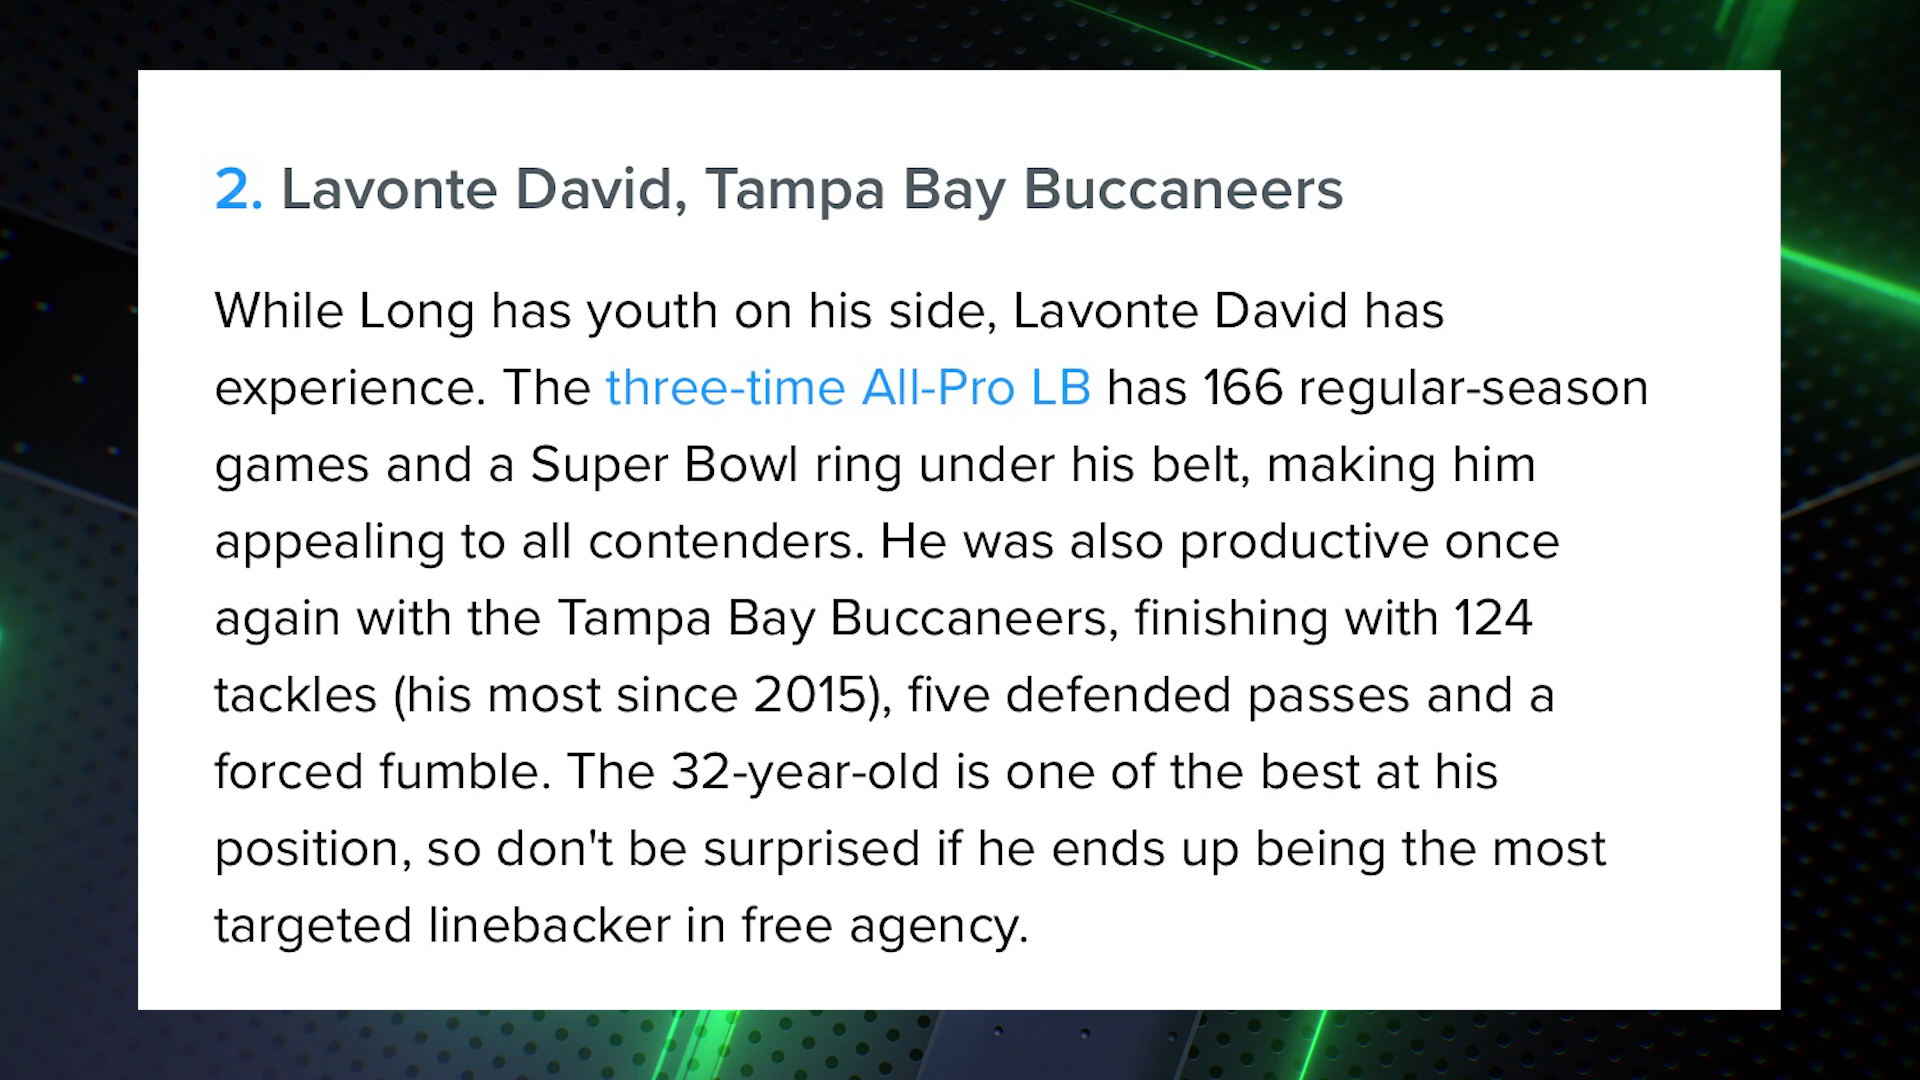 2. Lavonte David, Tampa Bay Buccaneers
While Long has youth on his side, Lavonte David has
experience. The three-time All-Pro LB has 166 regular-season
games and a Super Bowl ring under his belt, making him
appealing to all contenders. He was also productive once
again with the Tampa Bay Buccaneers, finishing with 124
tackles (his most since 2015), five defended passes and a
forced fumble. The 32-year-old is one of the best at his
position, so don't be surprised if he ends up being the most
targeted linebacker in free agency.